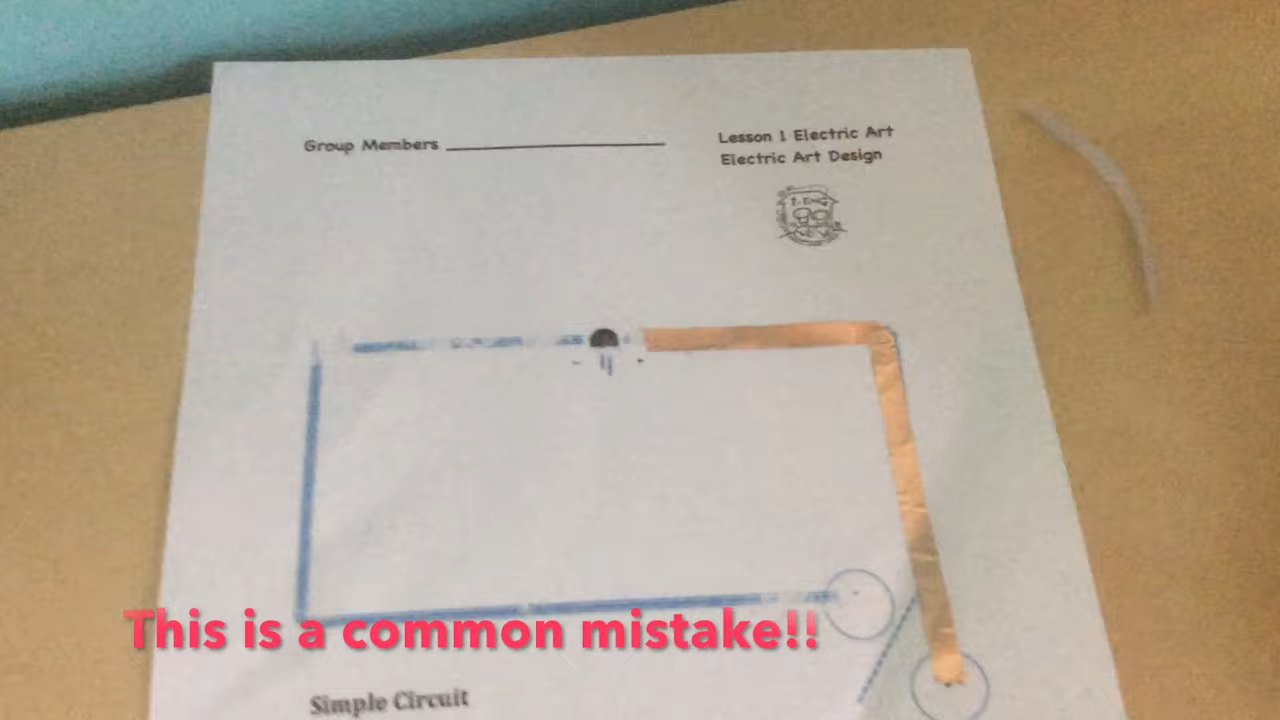 Group Members
Lesson 1 Electric Art
Electric Art Design
This is a common mistake!!
Simple Circuit